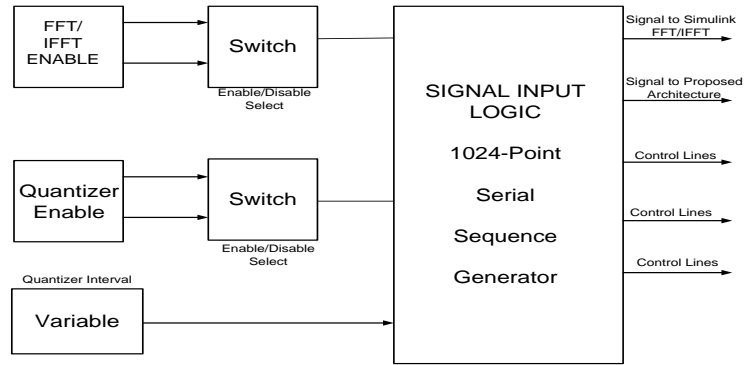 FFT/
IFFT
ENABLE
Switch
Enable/Disable
Select
Quantizer
Enable
Switch
Enable/Disable
Select
Quantizer Interval
Variable
SIGNAL INPUT
LOGIC
1024-Point
Serial
Sequence
Generator
Signal to Simulink
FFT/IFFT
Signal to Proposed
Architecture
Control Lines
Control Lines
Control Lines